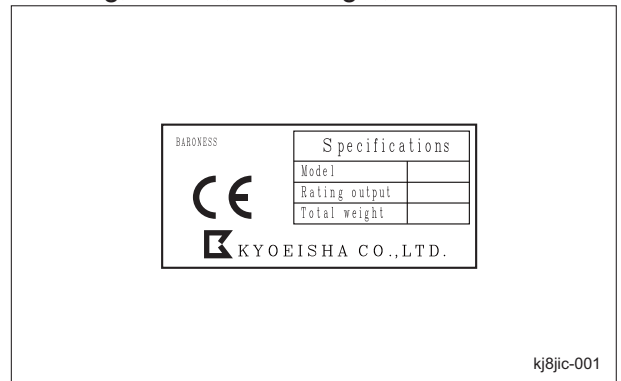 BARONESS
Specifications
Model
Rating output
Total weight
CE
KYOEISHA CO.,LTD.
kj8jic-001